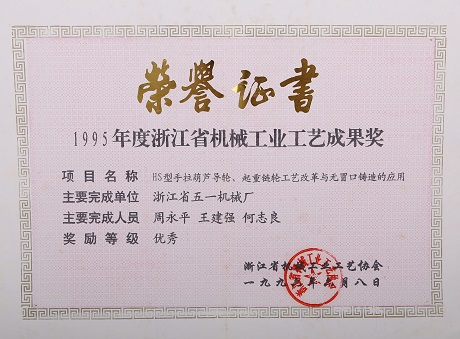 荣誉证书
1995年度浙江省机械工业工艺成果奖
项目名称 HS型手拉葫芦导轮、起重链轮工艺改革与无冒口铸造的应用
主要完成单位 浙江省五一机械厂
主要完成人员 周永平 王建强 何志良
奖励等级 优秀
浙江省机械工业工艺协会
一九九 年 月八日